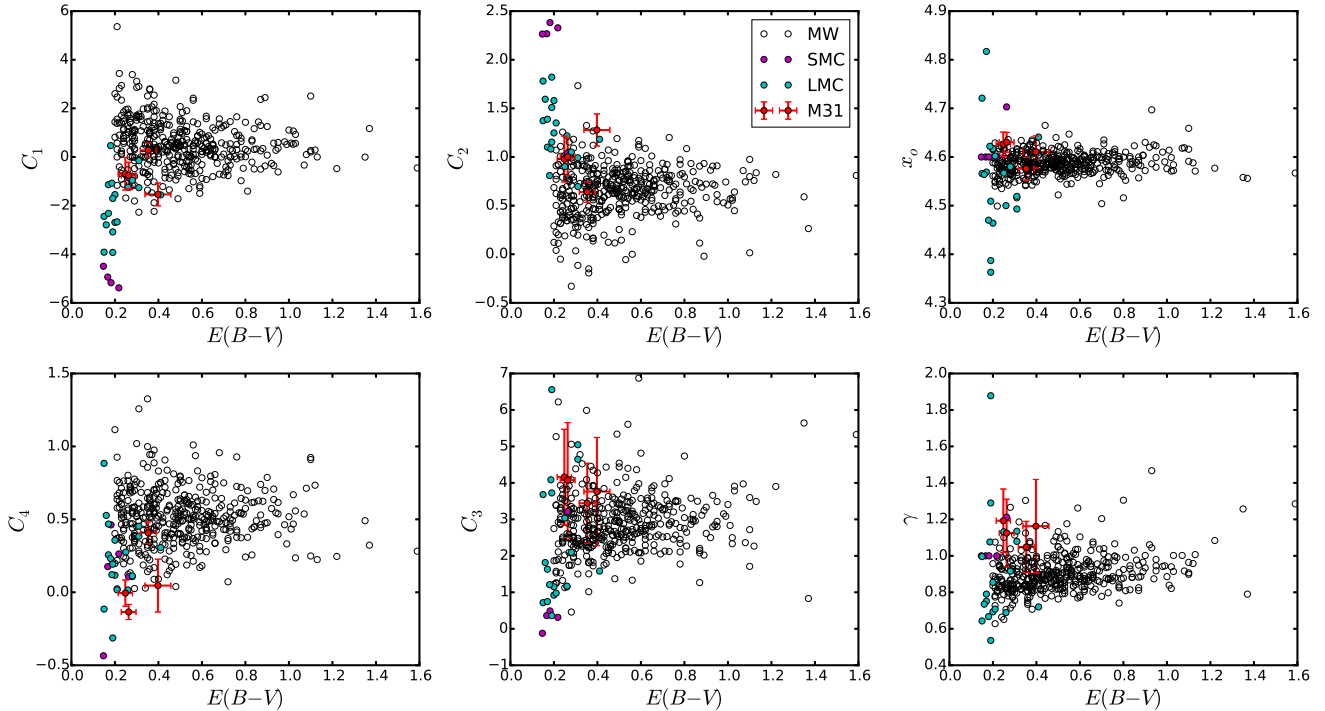 6
4
2
0
−2
−4
−6
C₁
0.0 0.2 0.4 0.6 0.8 1.0 1.2 1.4 1.6
E(B−V)
2.5
2.0
1.5
1.0
0.5
0.0
−0.5
C₂
0.0 0.2 0.4 0.6 0.8 1.0 1.2 1.4 1.6
E(B−V)
MW
SMC
LMC
M31
4.9
4.8
4.7
4.6
4.5
4.4
4.3
xₒ
0.0 0.2 0.4 0.6 0.8 1.0 1.2 1.4 1.6
E(B−V)
1.5
1.0
0.5
0.0
−0.5
C₄
0.0 0.2 0.4 0.6 0.8 1.0 1.2 1.4 1.6
E(B−V)
7
6
5
4
3
2
1
0
−1
C₃
0.0 0.2 0.4 0.6 0.8 1.0 1.2 1.4 1.6
E(B−V)
2.0
1.8
1.6
1.4
1.2
1.0
0.8
0.6
0.4
γ
0.0 0.2 0.4 0.6 0.8 1.0 1.2 1.4 1.6
E(B−V)